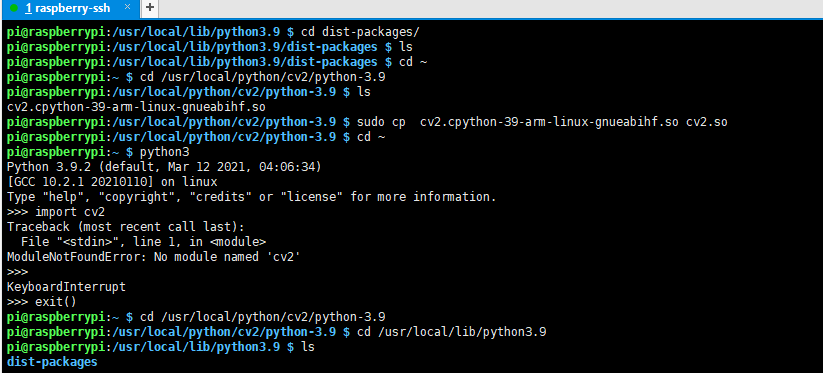 1 raspberry-ssh × +
pi@raspberrypi:/usr/local/lib/python3.9 $ cd dist-packages/
pi@raspberrypi:/usr/local/lib/python3.9/dist-packages $ ls
pi@raspberrypi:/usr/local/lib/python3.9/dist-packages $ cd ~
pi@raspberrypi:~ $ cd /usr/local/python/cv2/python-3.9
pi@raspberrypi:/usr/local/python/cv2/python-3.9 $ ls
cv2.cpython-39-arm-linux-gnueabihf.so
pi@raspberrypi:/usr/local/python/cv2/python-3.9 $ sudo cp  cv2.cpython-39-arm-linux-gnueabihf.so cv2.so
pi@raspberrypi:/usr/local/python/cv2/python-3.9 $ cd ~
pi@raspberrypi:~ $ python3
Python 3.9.2 (default, Mar 12 2021, 04:06:34)
[GCC 10.2.1 20210110] on linux
Type "help", "copyright", "credits" or "license" for more information.
>>> import cv2
Traceback (most recent call last):
  File "<stdin>", line 1, in <module>
ModuleNotFoundError: No module named 'cv2'
>>>
KeyboardInterrupt
>>> exit()
pi@raspberrypi:~ $ cd /usr/local/python/cv2/python-3.9
pi@raspberrypi:/usr/local/python/cv2/python-3.9 $ cd /usr/local/lib/python3.9
pi@raspberrypi:/usr/local/lib/python3.9 $ ls
dist-packages